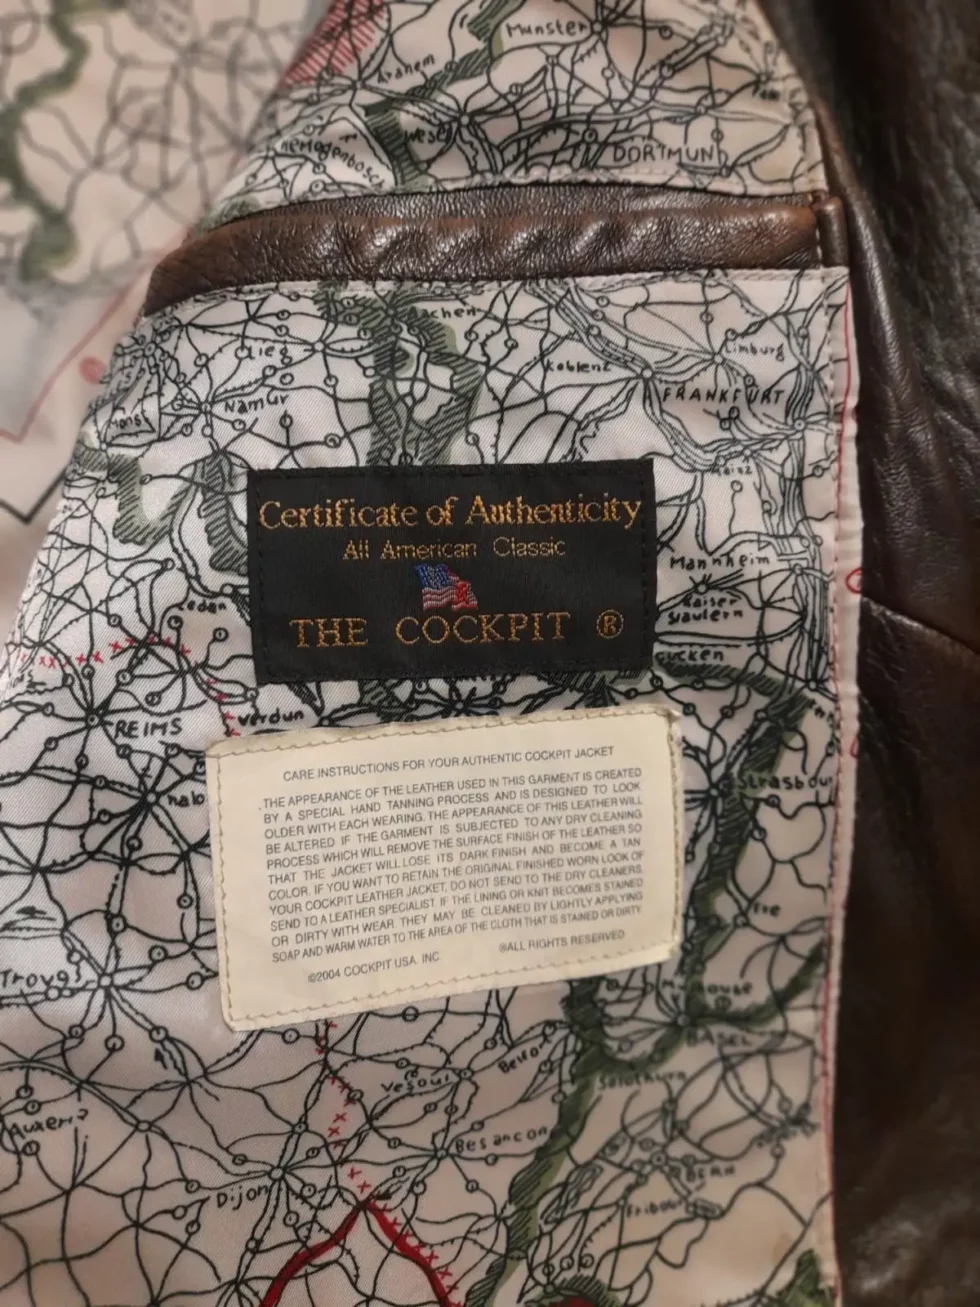 Munster
Arnhem
Wesel
DORTMUND
Aachen
Lieg
Limburg
Koblenz
FRANKFURT
Namur
Mons
Mainz
Certificate of Authenticity
All American Classic
THE COCKPIT ®
Mannheim
Kaiser
slautern
Sedan
REIMS
Verdun
Strasbou
CARE INSTRUCTIONS FOR YOUR AUTHENTIC COCKPIT JACKET
THE APPEARANCE OF THE LEATHER USED IN THIS GARMENT IS CREATED
BY A SPECIAL HAND TANNING PROCESS AND IS DESIGNED TO LOOK
OLDER WITH EACH WEARING. THE APPEARANCE OF THIS LEATHER WILL
BE ALTERED IF THE GARMENT IS SUBJECTED TO ANY DRY CLEANING
PROCESS WHICH WILL REMOVE THE SURFACE FINISH OF THE LEATHER SO
THAT THE JACKET WILL LOSE ITS DARK FINISH AND BECOME A TAN
COLOR. IF YOU WANT TO RETAIN THE ORIGINAL FINISHED WORN LOOK OF
YOUR COCKPIT LEATHER JACKET, DO NOT SEND TO THE DRY CLEANERS.
SEND TO A LEATHER SPECIALIST. IF THE LINING OR KNIT BECOMES STAINED
OR DIRTY WITH WEAR THEY MAY BE CLEANED BY LIGHTLY APPLYING
SOAP AND WARM WATER TO THE AREA OF THE CLOTH THAT IS STAINED OR DIRTY
©2004 COCKPIT USA. INC ®ALL RIGHTS RESERVED
Troyes
Mulhouse
BASEL
Solothurn
Belfo
Vesoul
Besancon
BERN
Fribourg
Dijon